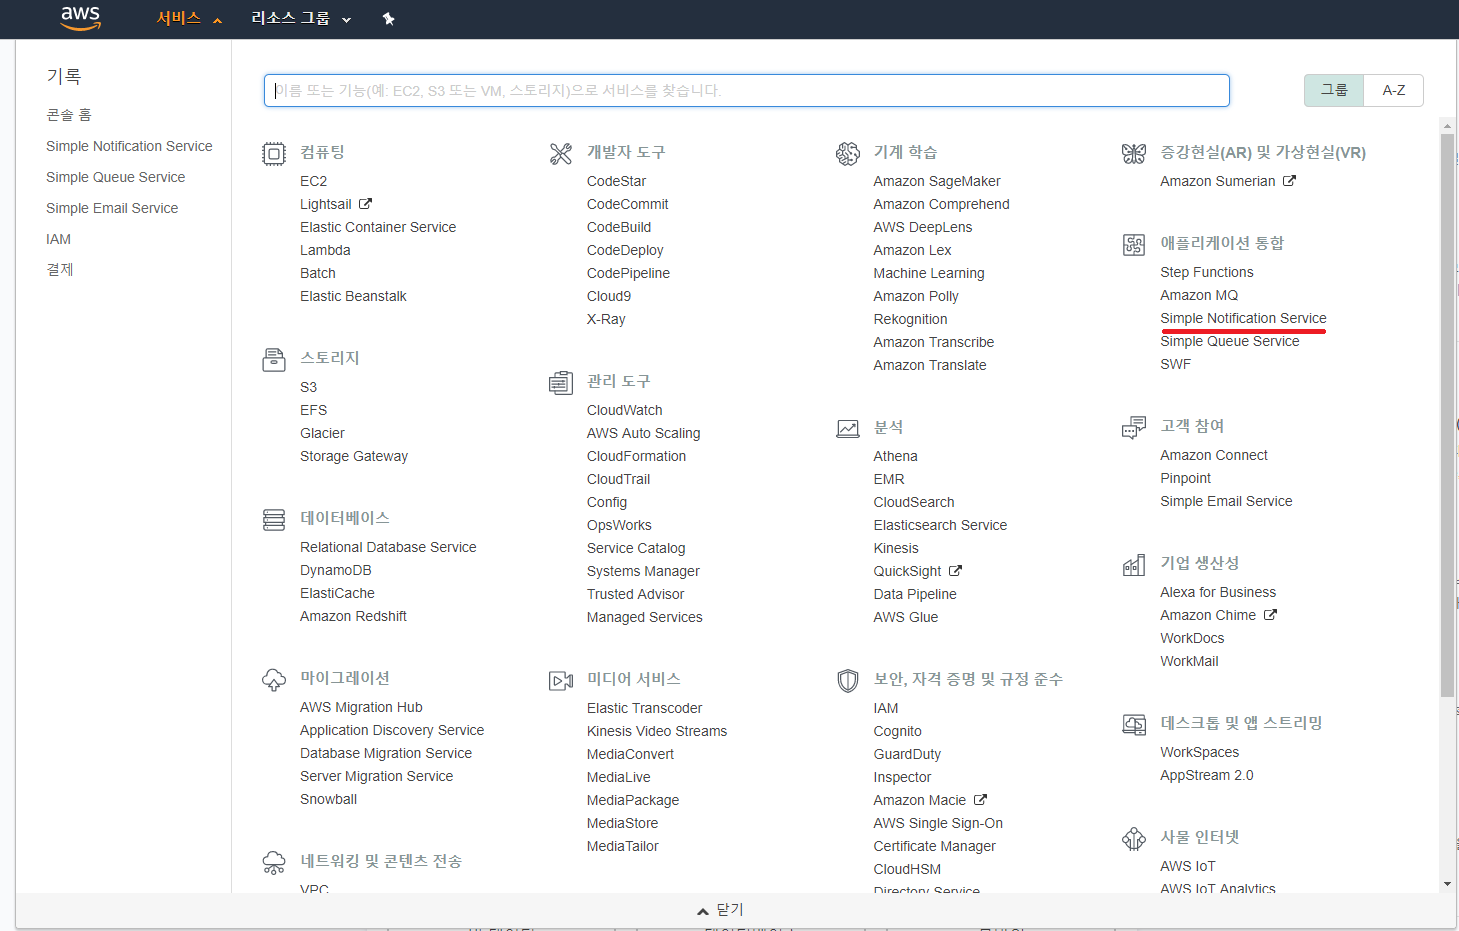 aws
서비스
리소스 그룹
기록
콘솔 홈
Simple Notification Service
Simple Queue Service
Simple Email Service
IAM
결제
이름 또는 기능(예: EC2, S3 또는 VM, 스토리지)으로 서비스를 찾습니다.
그룹
A-Z
컴퓨팅
EC2
Lightsail
Elastic Container Service
Lambda
Batch
Elastic Beanstalk
스토리지
S3
EFS
Glacier
Storage Gateway
데이터베이스
Relational Database Service
DynamoDB
ElastiCache
Amazon Redshift
마이그레이션
AWS Migration Hub
Application Discovery Service
Database Migration Service
Server Migration Service
Snowball
네트워킹 및 콘텐츠 전송
VPC
개발자 도구
CodeStar
CodeCommit
CodeBuild
CodeDeploy
CodePipeline
Cloud9
X-Ray
관리 도구
CloudWatch
AWS Auto Scaling
CloudFormation
CloudTrail
Config
OpsWorks
Service Catalog
Systems Manager
Trusted Advisor
Managed Services
미디어 서비스
Elastic Transcoder
Kinesis Video Streams
MediaConvert
MediaLive
MediaPackage
MediaStore
MediaTailor
기계 학습
Amazon SageMaker
Amazon Comprehend
AWS DeepLens
Amazon Lex
Machine Learning
Amazon Polly
Rekognition
Amazon Transcribe
Amazon Translate
분석
Athena
EMR
CloudSearch
Elasticsearch Service
Kinesis
QuickSight
Data Pipeline
AWS Glue
보안, 자격 증명 및 규정 준수
IAM
Cognito
GuardDuty
Inspector
Amazon Macie
AWS Single Sign-On
Certificate Manager
CloudHSM
Directory Service
증강현실(AR) 및 가상현실(VR)
Amazon Sumerian
애플리케이션 통합
Step Functions
Amazon MQ
Simple Notification Service
Simple Queue Service
SWF
고객 참여
Amazon Connect
Pinpoint
Simple Email Service
기업 생산성
Alexa for Business
Amazon Chime
WorkDocs
WorkMail
데스크톱 및 앱 스트리밍
WorkSpaces
AppStream 2.0
사물 인터넷
AWS IoT
AWS IoT Analytics
닫기